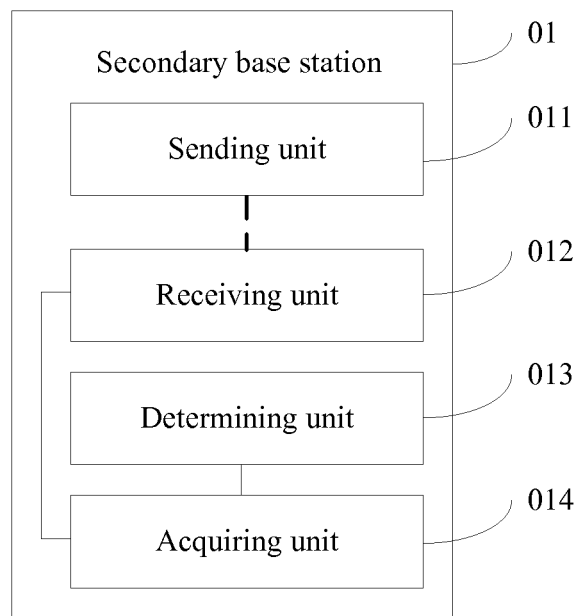 01
Secondary base station
011
Sending unit
012
Receiving unit
013
Determining unit
014
Acquiring unit